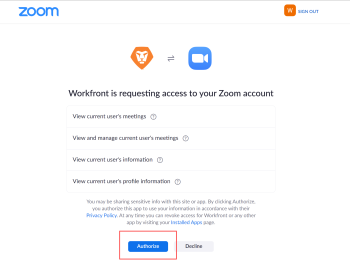 zoom
W SIGN OUT
Workfront is requesting access to your Zoom account
View current user's meetings ?
View and manage current user's meetings ?
View current user's information ?
View current user's profile information ?
You may be sharing sensitive info with this site or app. By clicking Authorize,
you authorize this app to use your information in accordance with their
Privacy Policy. At any time you can revoke access for Workfront or any other
app by visiting your Installed Apps page.
Authorize Decline